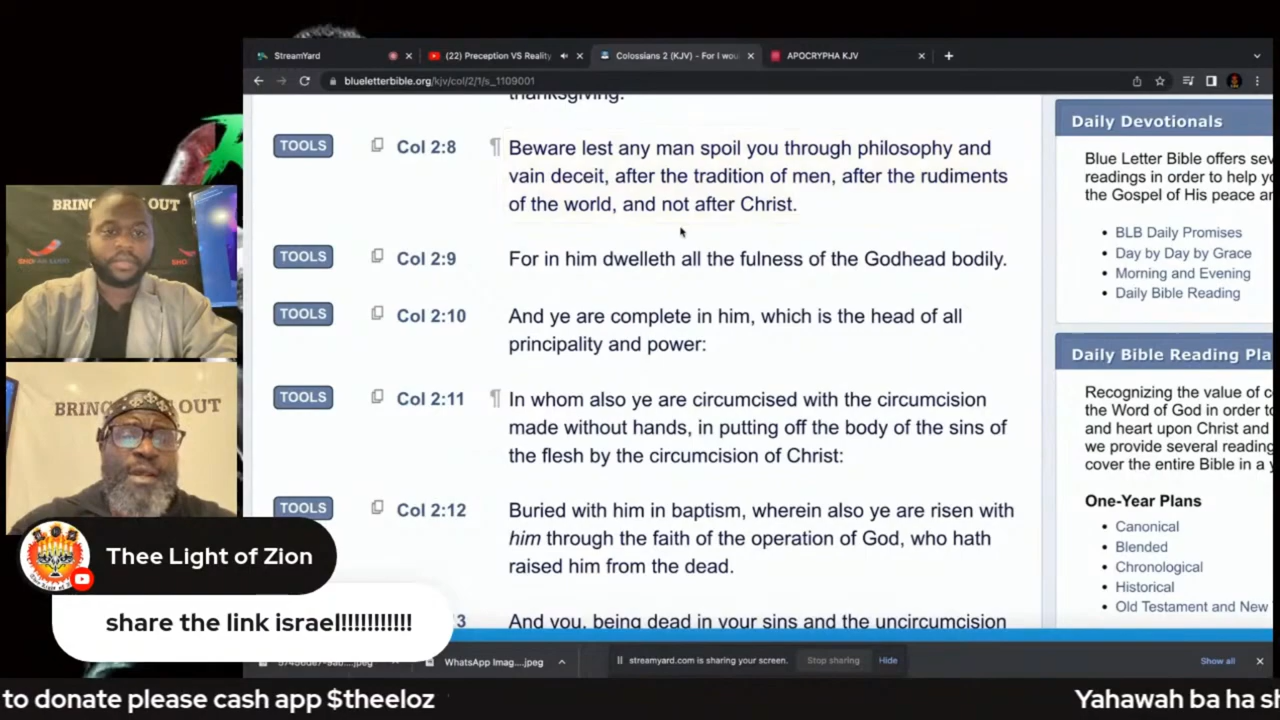 StreamYard
(22) Preception VS Reality
Colossians 2 (KJV) - For I wou
APOCRYPHA KJV
blueletterbible.org/kjv/col/2/1/s_1109001
thanksgiving.
TOOLS
Col 2:8
¶ Beware lest any man spoil you through philosophy and
vain deceit, after the tradition of men, after the rudiments
of the world, and not after Christ.
TOOLS
Col 2:9
For in him dwelleth all the fulness of the Godhead bodily.
TOOLS
Col 2:10
And ye are complete in him, which is the head of all
principality and power:
TOOLS
Col 2:11
¶ In whom also ye are circumcised with the circumcision
made without hands, in putting off the body of the sins of
the flesh by the circumcision of Christ:
TOOLS
Col 2:12
Buried with him in baptism, wherein also ye are risen with
him through the faith of the operation of God, who hath
raised him from the dead.
3
And you, being dead in your sins and the uncircumcision
Daily Devotionals
Blue Letter Bible offers sev
readings in order to help yo
the Gospel of His peace an
BLB Daily Promises
Day by Day by Grace
Morning and Evening
Daily Bible Reading
Daily Bible Reading Pla
Recognizing the value of co
the Word of God in order to
and heart upon Christ and
we provide several reading
cover the entire Bible in a y
One-Year Plans
Canonical
Blended
Chronological
Historical
Old Testament and New
BRING OUT
BRING OUT
Thee Light of Zion
share the link israel!!!!!!!!!!!
WhatsApp Imag....jpeg
streamyard.com is sharing your screen.
Stop sharing
Hide
Show all
to donate please cash app $theeloz
Yahawah ba ha sh